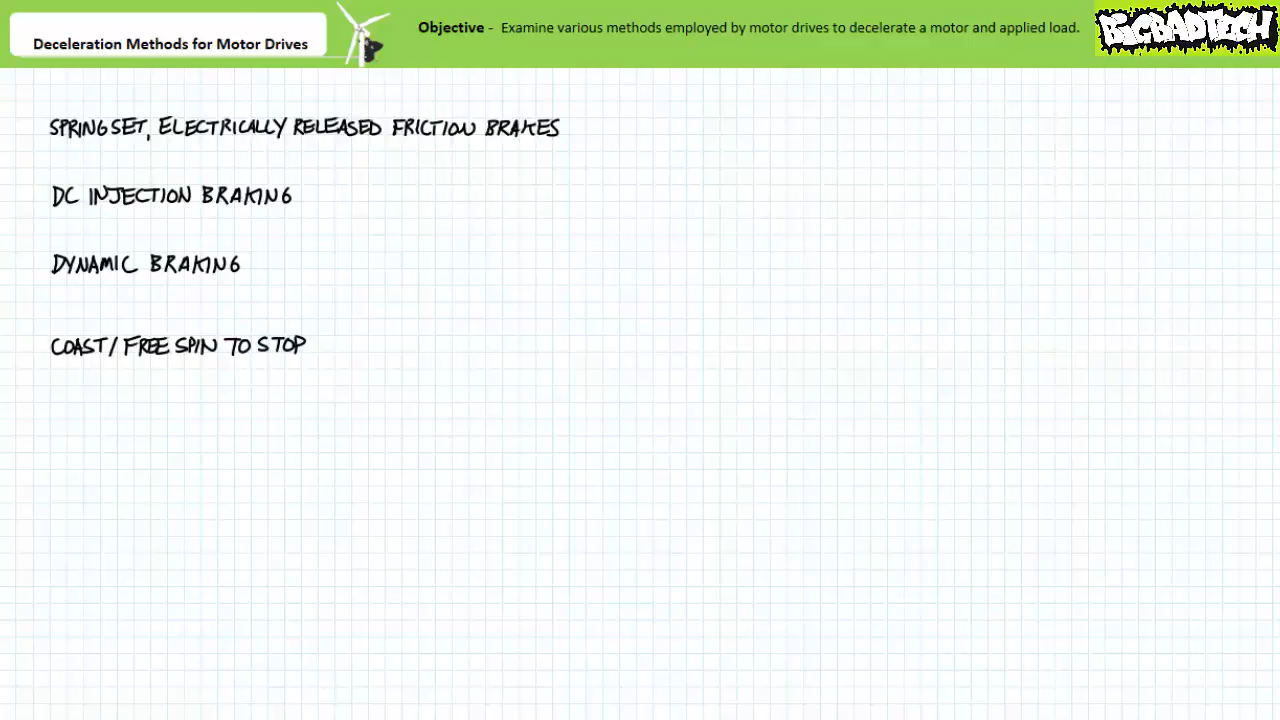 Deceleration Methods for Motor Drives
Objective - Examine various methods employed by motor drives to decelerate a motor and applied load.
BIGBADTECH
SPRING SET, ELECTRICALLY RELEASED FRICTION BRAKES
DC INJECTION BRAKING
DYNAMIC BRAKING
COAST/FREE SPIN TO STOP